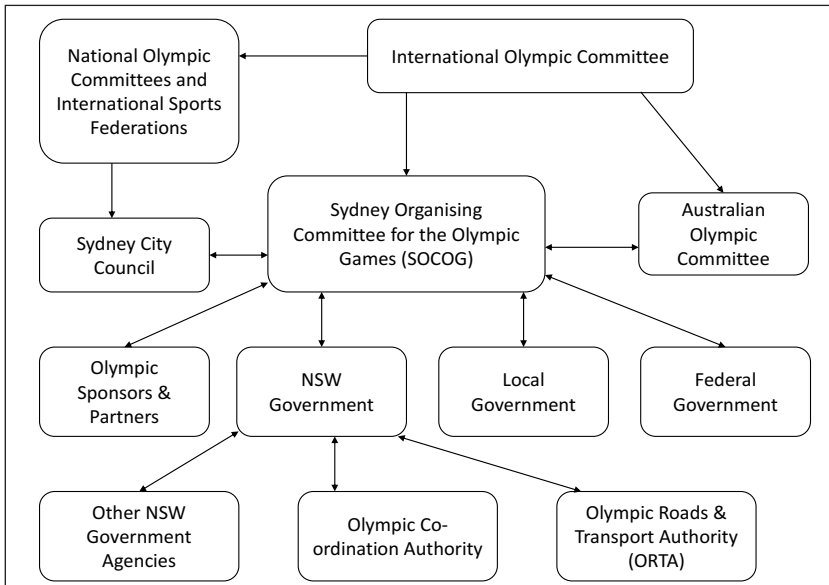 National Olympic
Committees and
International Sports
Federations
International Olympic Committee
Sydney City
Council
Sydney Organising
Committee for the Olympic
Games (SOCOG)
Australian
Olympic
Committee
Olympic
Sponsors &
Partners
NSW
Government
Local
Government
Federal
Government
Other NSW
Government
Agencies
Olympic Co-
ordination Authority
Olympic Roads &
Transport Authority
(ORTA)